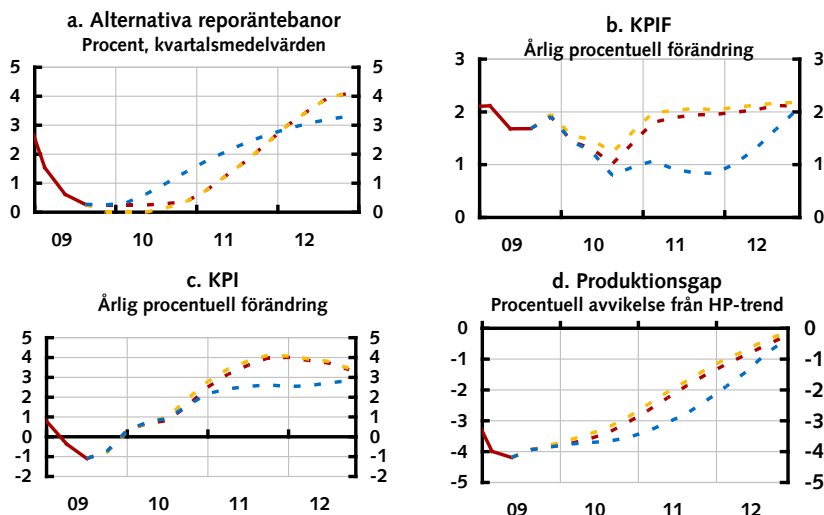 a. Alternativa reporäntebanor
Procent, kvartalsmedelvärden
5 5
4 4
3 3
2 2
1 1
0 0
09 10 11 12
b. KPIF
Årlig procentuell förändring
3 3
2 2
1 1
0 0
09 10 11 12
c. KPI
Årlig procentuell förändring
5 5
4 4
3 3
2 2
1 1
0 0
-1 -1
-2 -2
09 10 11 12
d. Produktionsgap
Procentuell avvikelse från HP-trend
0 0
-1 -1
-2 -2
-3 -3
-4 -4
-5 -5
09 10 11 12